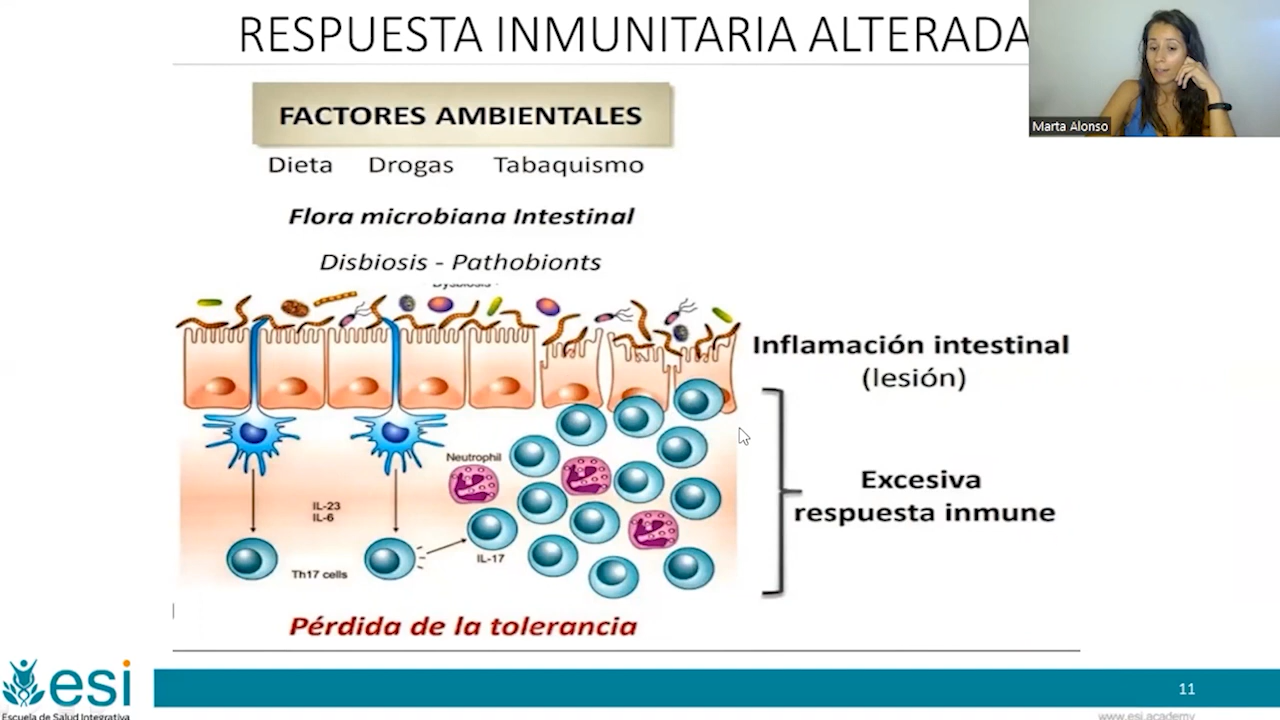 RESPUESTA INMUNITARIA ALTERADA
Marta Alonso
FACTORES AMBIENTALES
Dieta Drogas Tabaquismo
Flora microbiana Intestinal
Disbiosis - Pathobionts
Dysbiosis -
Inflamación intestinal
(lesión)
Neutrophil
Excesiva
respuesta inmune
IL-23
IL-6
IL-17
Th17 cells
Pérdida de la tolerancia
esi
Escuela de Salud Integrativa
11
www.esi.academy